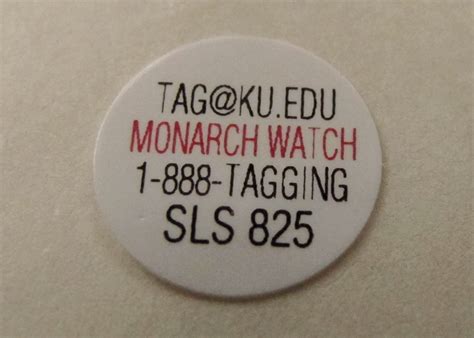 TAG@KU.EDU
MONARCH WATCH
1-888-TAGGING
SLS 825